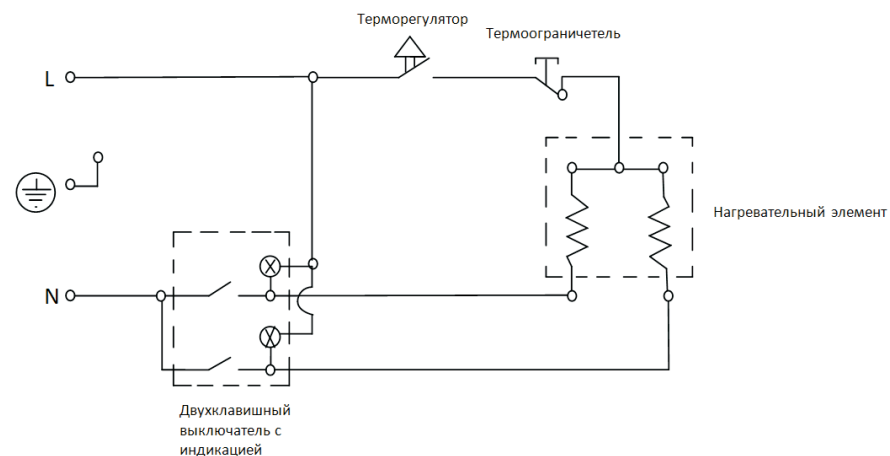 Терморегулятор
Термоограничетель
L
Нагревательный элемент
N
Двухклавишный
выключатель с
индикацией